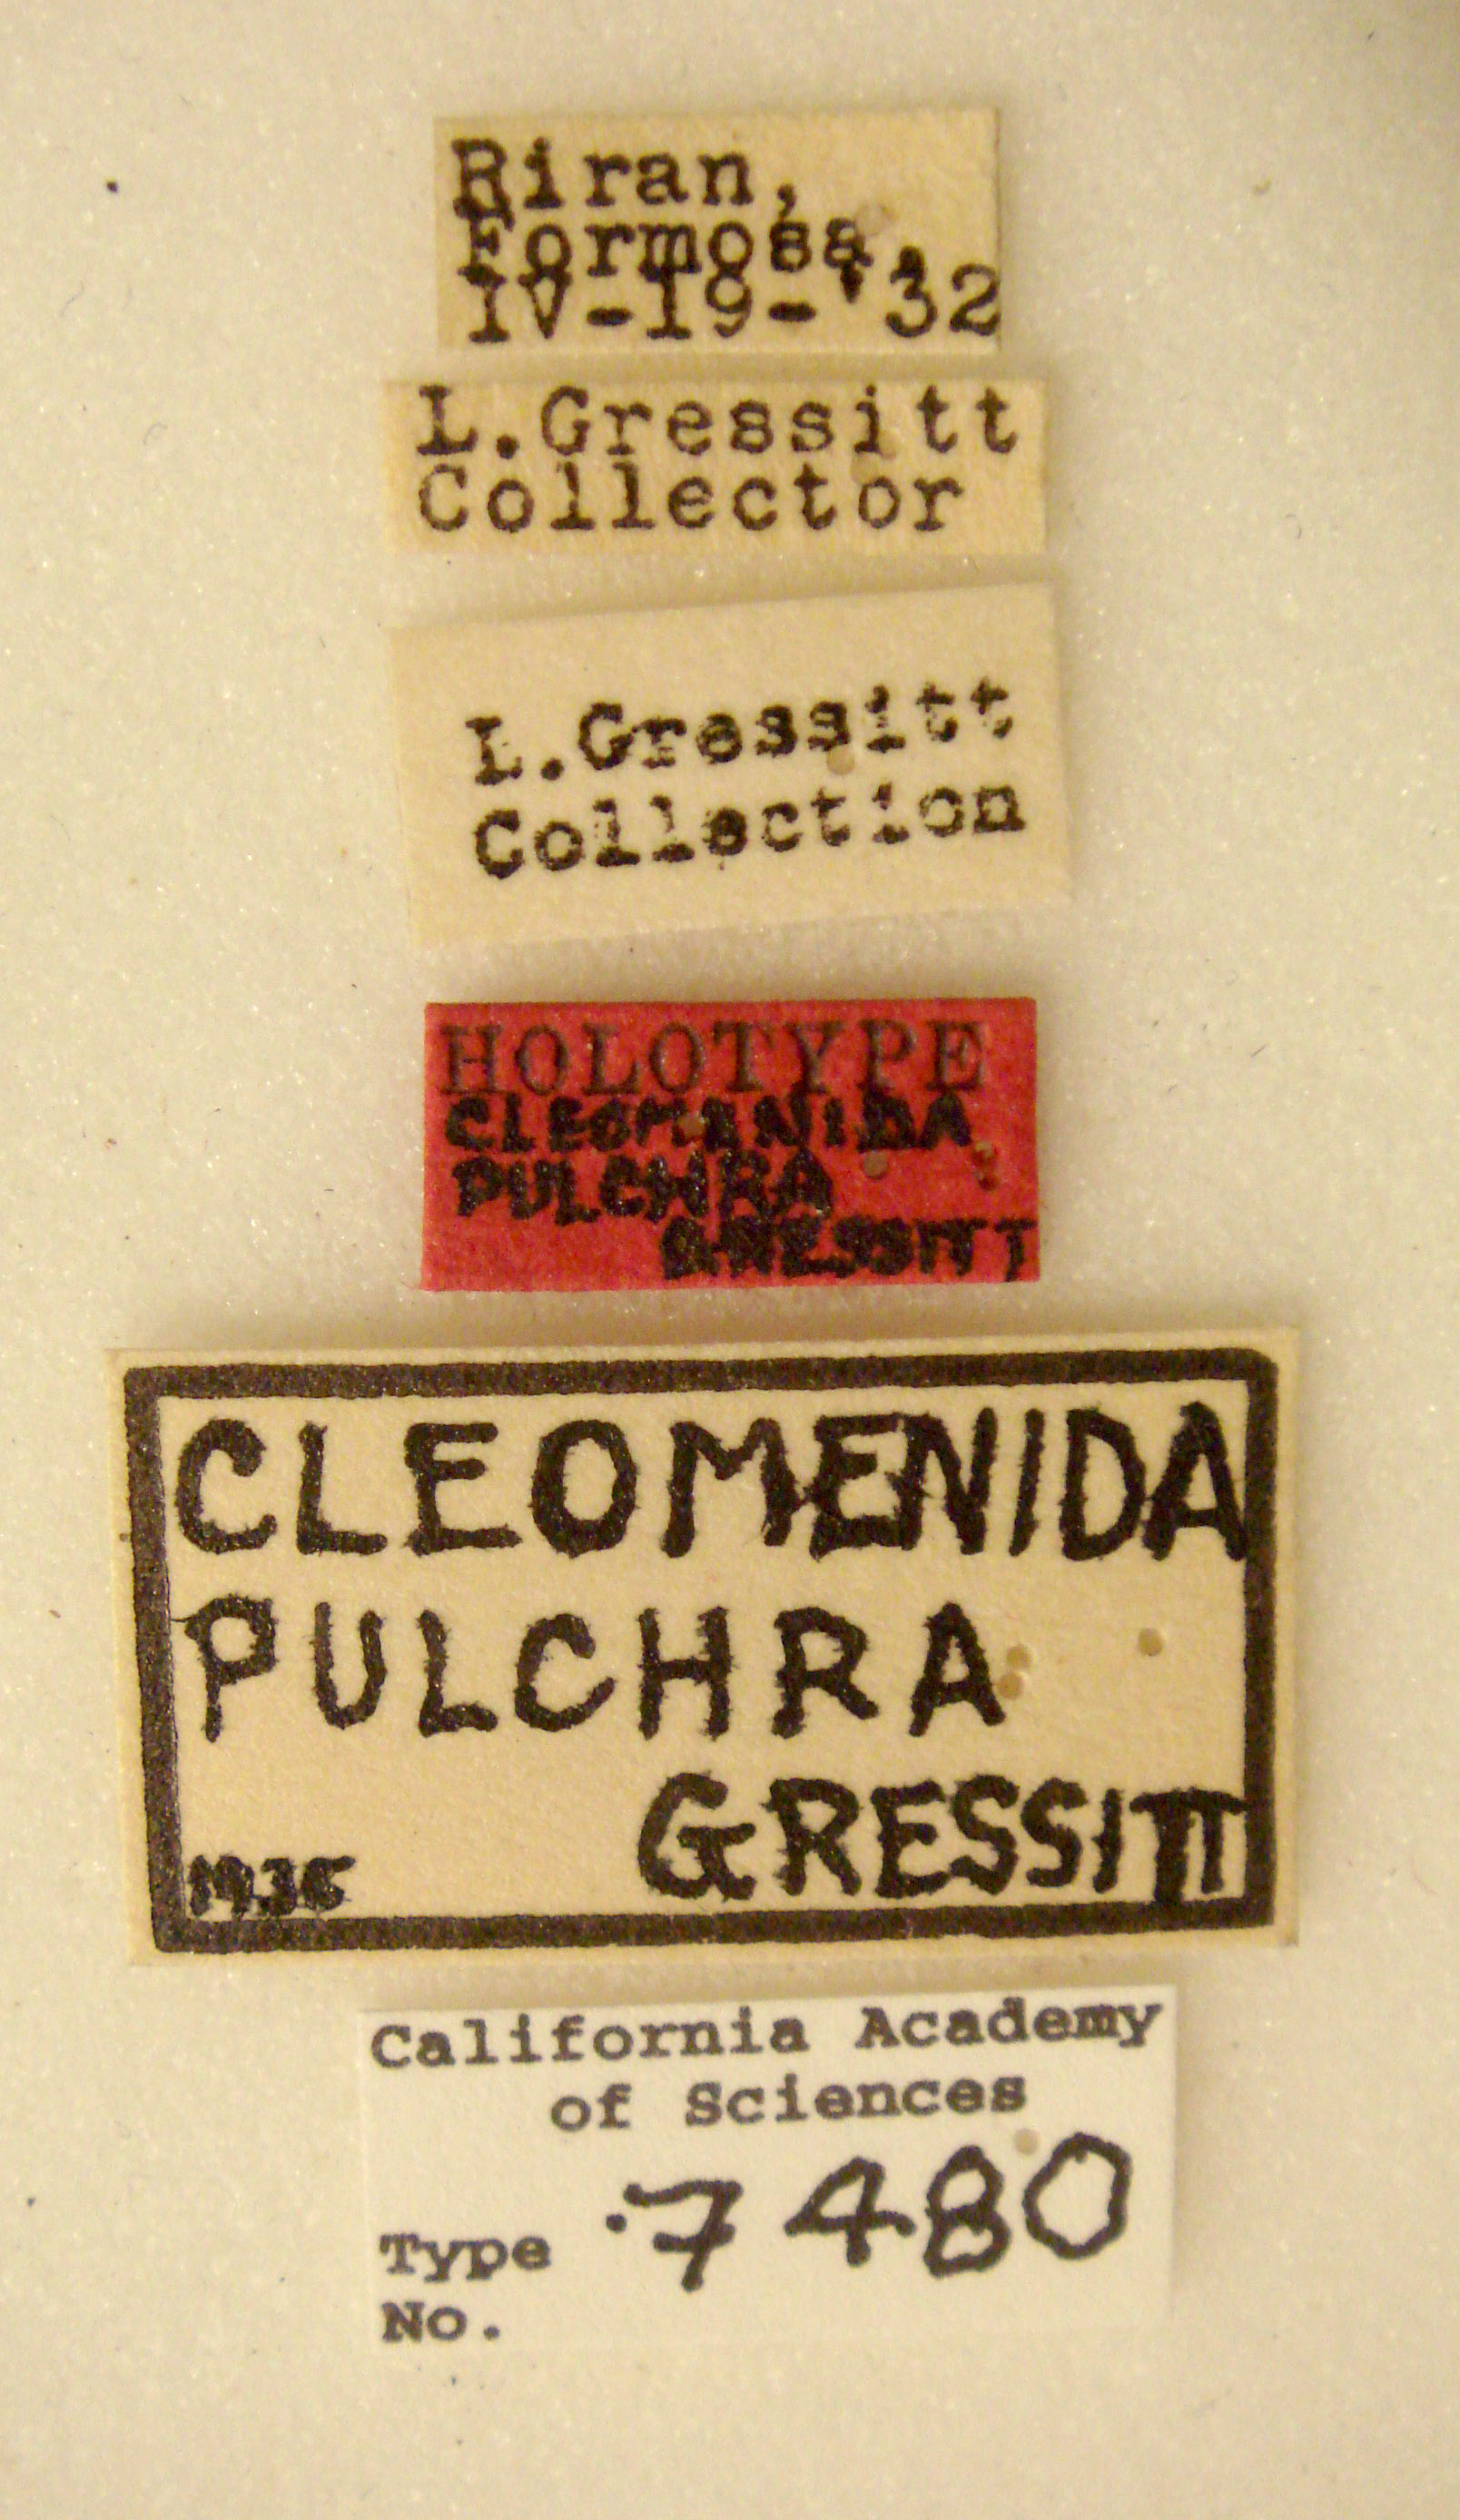 Riran,
Formosa,
IV-19-'32
L.Gressitt
Collector
L.Gressitt
Collection
HOLOTYPE
CLEOMANIDA
PULCHRA
GRESSITT
CLEOMENIDA
PULCHRA
GRESSITT
1935
California Academy
of Sciences
Type 7480
No.